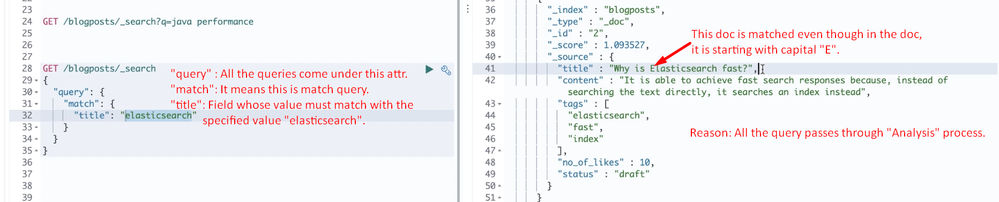 23
24 GET /blogposts/_search?q=java performance
25
26
27
28 GET /blogposts/_search
29 {
30 "query": {
31 "match": {
32 "title": "elasticsearch"
33 }
34 }
35 }
36
37
38
39
"query" : All the queries come under this attr.
"match": It means this is match query.
"title": Field whose value must match with the
specified value "elasticsearch".
36 "_index" : "blogposts",
37 "_type" : "_doc",
38 "_id" : "2",
39 "_score" : 1.093527,
40 "_source" : {
41 "title" : "Why is Elasticsearch fast?",
42 "content" : "It is able to achieve fast search responses because, instead of
searching the text directly, it searches an index instead",
43 "tags" : [
44 "elasticsearch",
45 "fast",
46 "index"
47 ],
48 "no_of_likes" : 10,
49 "status" : "draft"
50 }
51 }
This doc is matched even though in the doc,
it is starting with capital "E".
Reason: All the query passes through "Analysis" process.